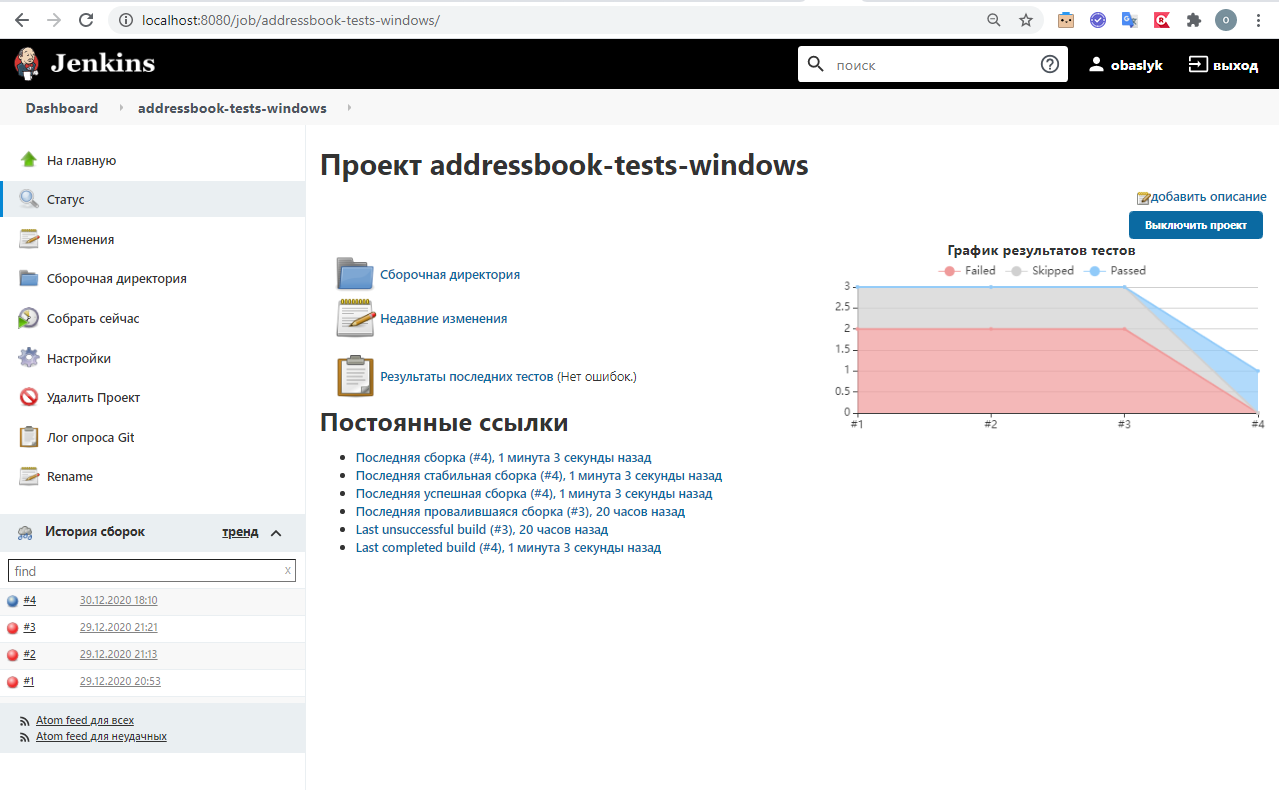 localhost:8080/job/addressbook-tests-windows/
o
Jenkins
поиск
obaslyk
выход
Dashboard
addressbook-tests-windows
На главную
Статус
Изменения
Сборочная директория
Собрать сейчас
Настройки
Удалить Проект
Лог опроса Git
Rename
История сборок
тренд
find
x
#4 30.12.2020 18:10
#3 29.12.2020 21:21
#2 29.12.2020 21:13
#1 29.12.2020 20:53
Atom feed для всех
Atom feed для неудачных
Проект addressbook-tests-windows
добавить описание
Выключить проект
Сборочная директория
Недавние изменения
Результаты последних тестов (Нет ошибок.)
График результатов тестов
Failed Skipped Passed
3
2.5
2
1.5
1
0.5
0
#1 #2 #3 #4
Постоянные ссылки
Последняя сборка (#4), 1 минута 3 секунды назад
Последняя стабильная сборка (#4), 1 минута 3 секунды назад
Последняя успешная сборка (#4), 1 минута 3 секунды назад
Последняя провалившаяся сборка (#3), 20 часов назад
Last unsuccessful build (#3), 20 часов назад
Last completed build (#4), 1 минута 3 секунды назад